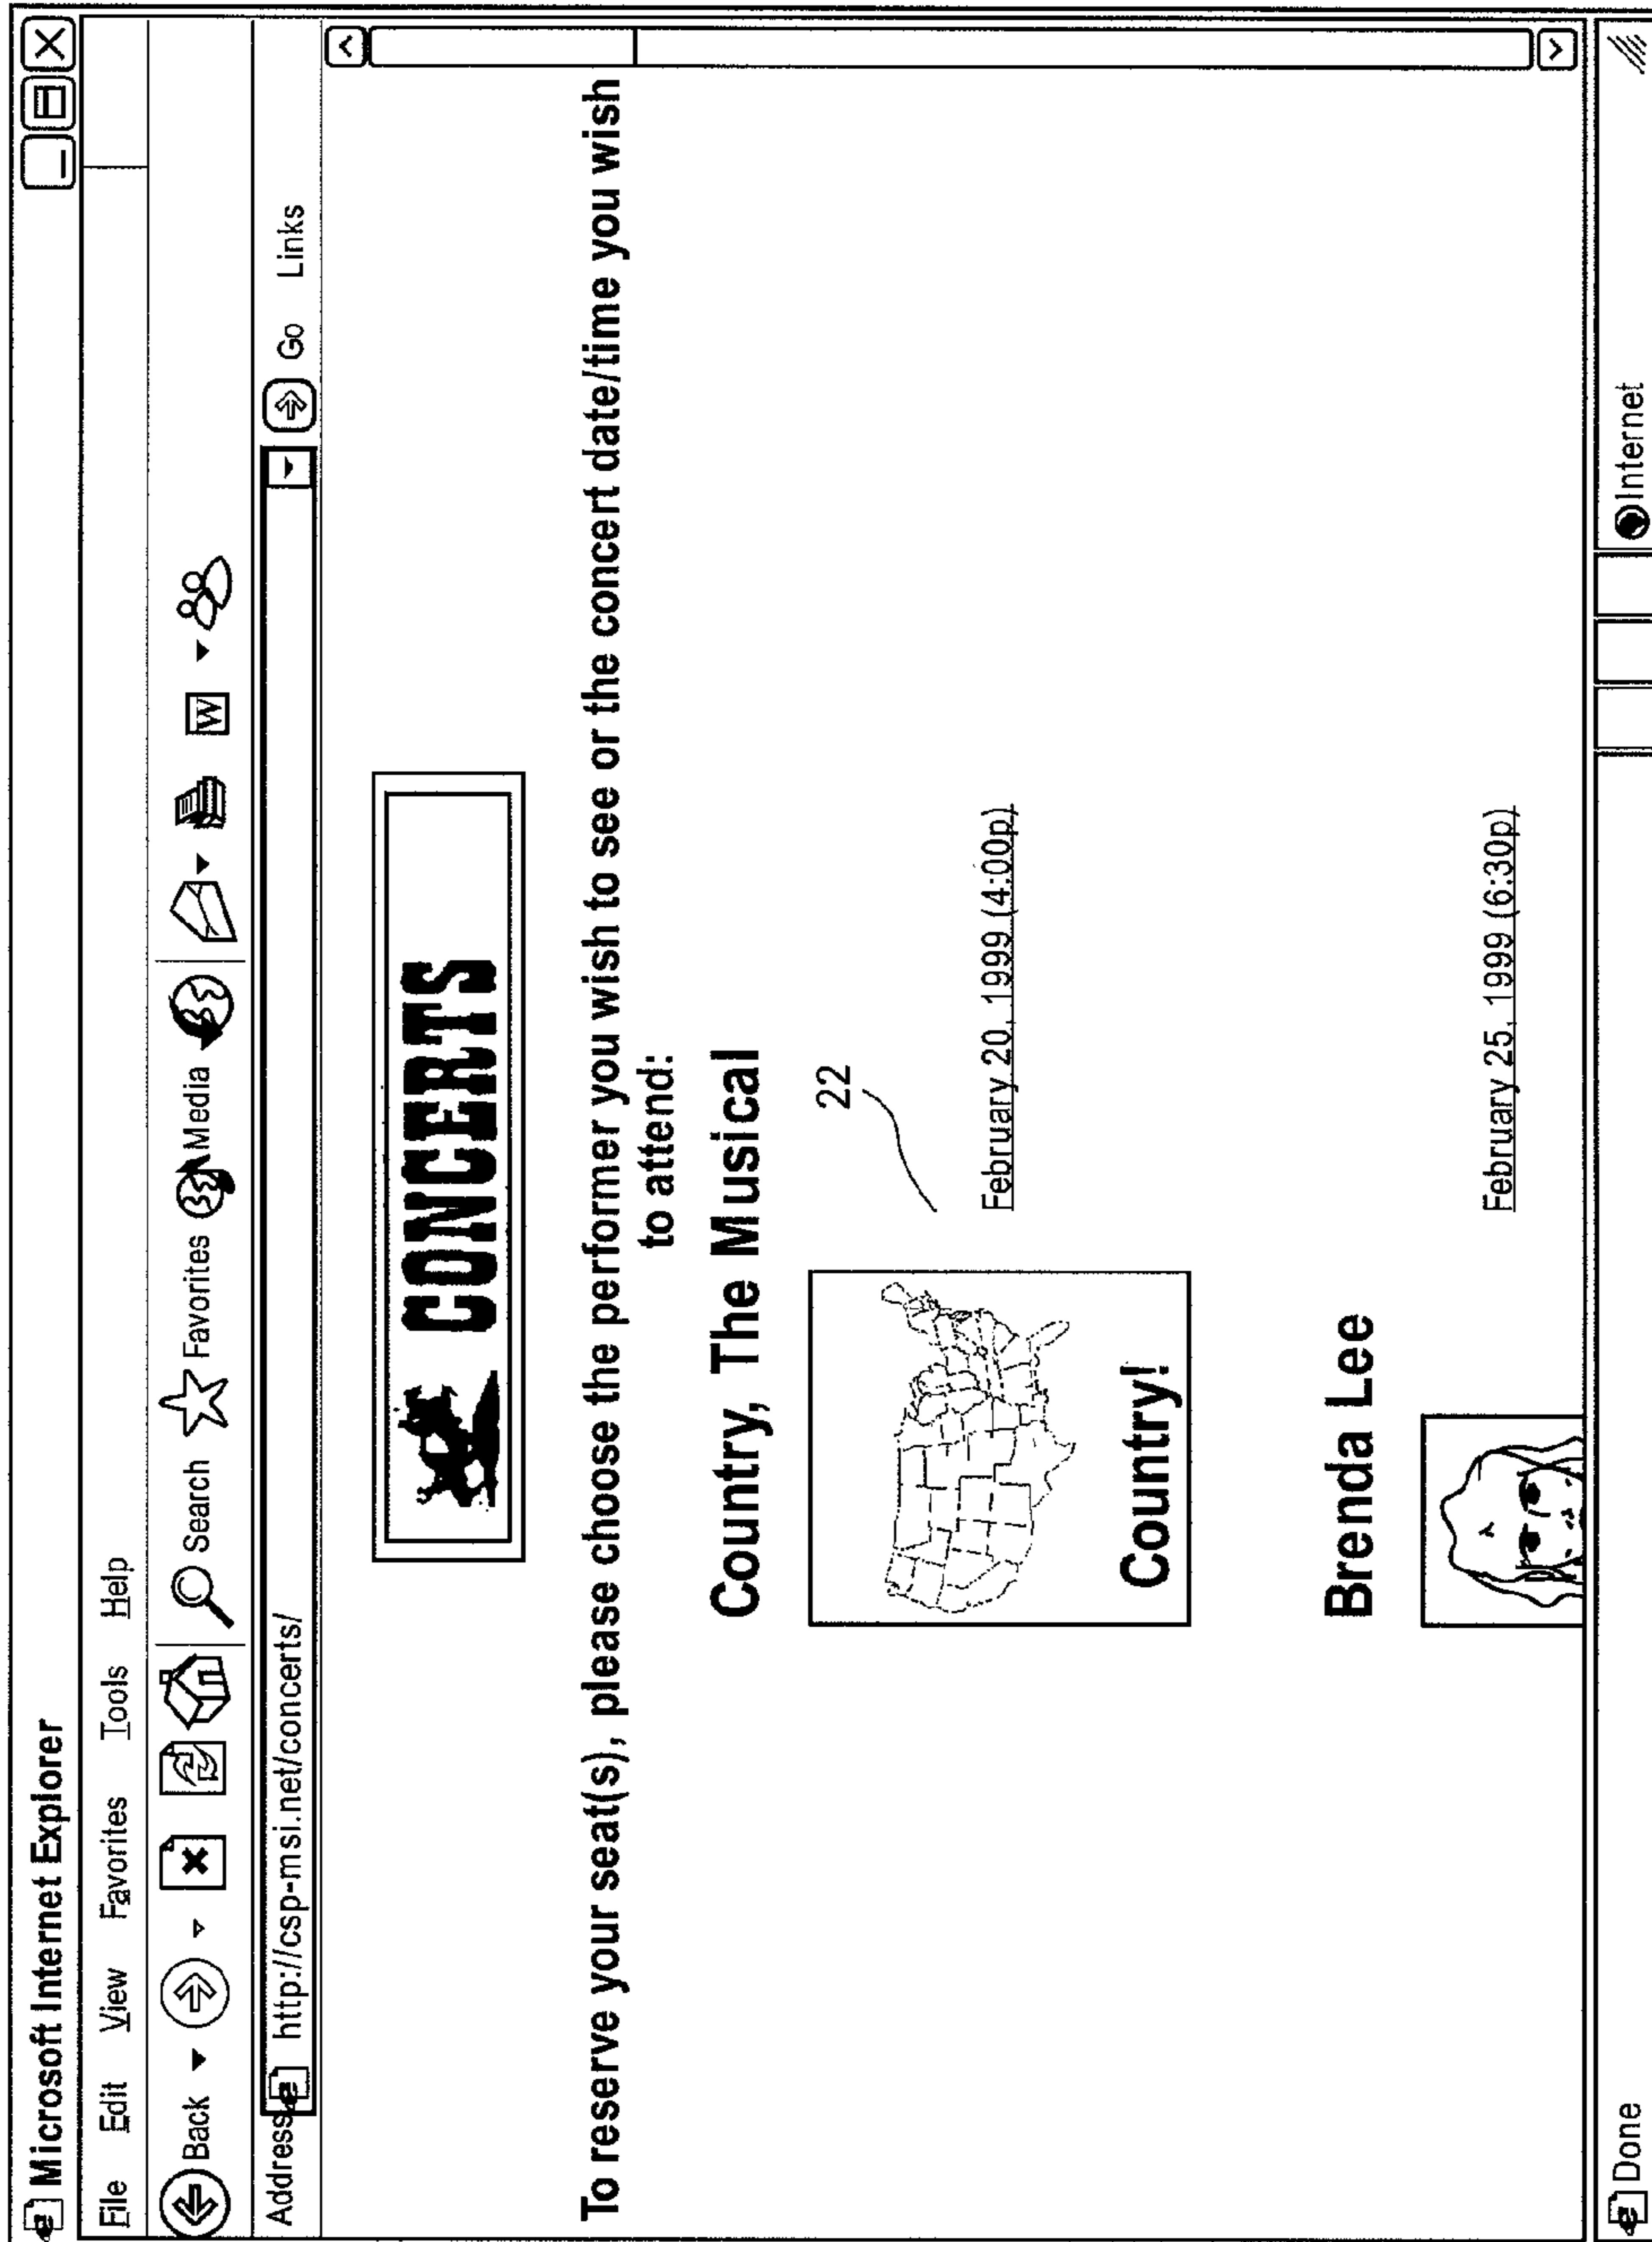 Microsoft Internet Explorer
File Edit View Favorites Tools Help
Back Search Favorites Media W
Address http://csp-msi.net/concerts/ Go Links
CONCERTS
To reserve your seat(s), please choose the performer you wish to see or the concert date/time you wish
to attend:
Country, The Musical
22
February 20, 1999 (4:00p)
Country!
Brenda Lee
February 25, 1999 (6:30p)
Done Internet